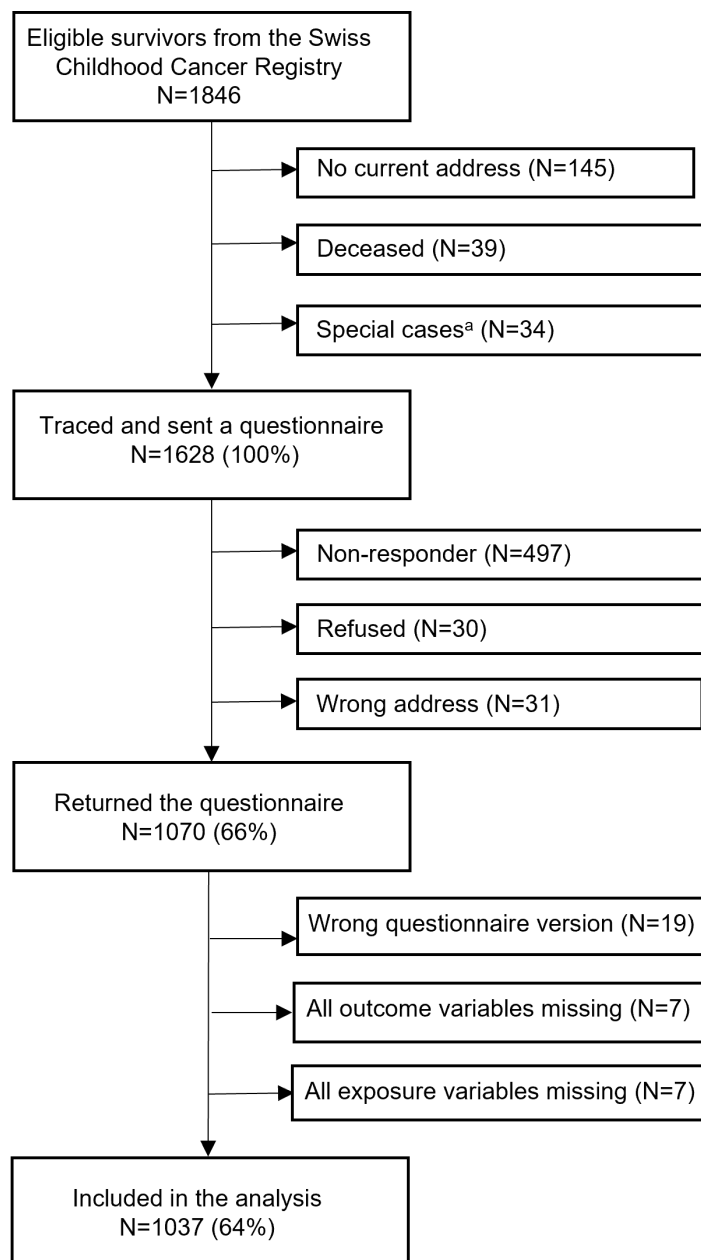 Eligible survivors from the Swiss
Childhood Cancer Registry
N=1846
No current address (N=145)
Deceased (N=39)
Special casesᵃ (N=34)
Traced and sent a questionnaire
N=1628 (100%)
Non-responder (N=497)
Refused (N=30)
Wrong address (N=31)
Returned the questionnaire
N=1070 (66%)
Wrong questionnaire version (N=19)
All outcome variables missing (N=7)
All exposure variables missing (N=7)
Included in the analysis
N=1037 (64%)